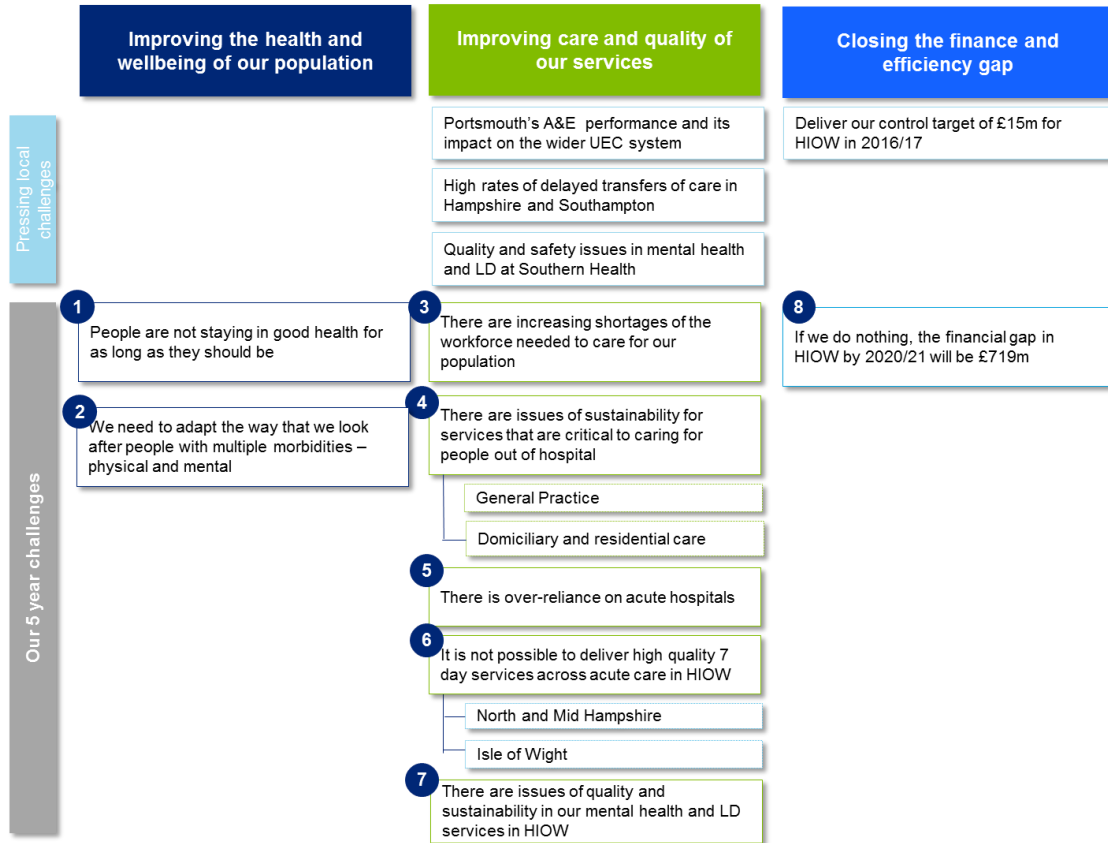 Improving the health and
wellbeing of our population
Improving care and quality of
our services
Closing the finance and
efficiency gap
Pressing local
challenges
Portsmouth's A&E performance and its
impact on the wider UEC system
High rates of delayed transfers of care in
Hampshire and Southampton
Quality and safety issues in mental health
and LD at Southern Health
Deliver our control target of £15m for
HIOW in 2016/17
Our 5 year challenges
1
People are not staying in good health for
as long as they should be
2
We need to adapt the way that we look
after people with multiple morbidities –
physical and mental
3
There are increasing shortages of the
workforce needed to care for our
population
4
There are issues of sustainability for
services that are critical to caring for
people out of hospital
General Practice
Domiciliary and residential care
5
There is over-reliance on acute hospitals
6
It is not possible to deliver high quality 7
day services across acute care in HIOW
North and Mid Hampshire
Isle of Wight
7
There are issues of quality and
sustainability in our mental health and LD
services in HIOW
8
If we do nothing, the financial gap in
HIOW by 2020/21 will be £719m